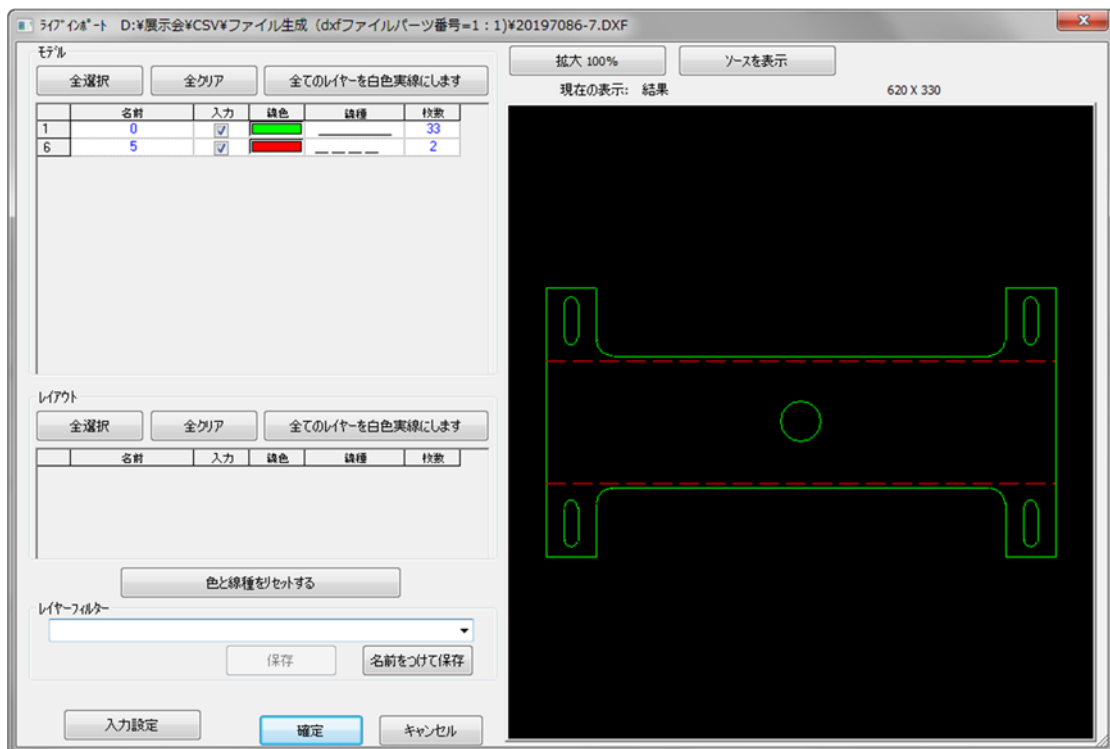 ライブインポート D:¥展示会¥CSV¥ファイル生成（dxfファイルパーツ番号=1：1)¥20197086-7.DXF
モデル
全選択 全クリア 全てのレイヤーを白色実線にします
名前 入力 線色 線種 枚数
1 0 33
6 5 2
レイアウト
全選択 全クリア 全てのレイヤーを白色実線にします
名前 入力 線色 線種 枚数
色と線種をリセットする
レイヤーフィルター
保存 名前をつけて保存
入力設定 確定 キャンセル
拡大 100% ソースを表示
現在の表示: 結果 620 X 330